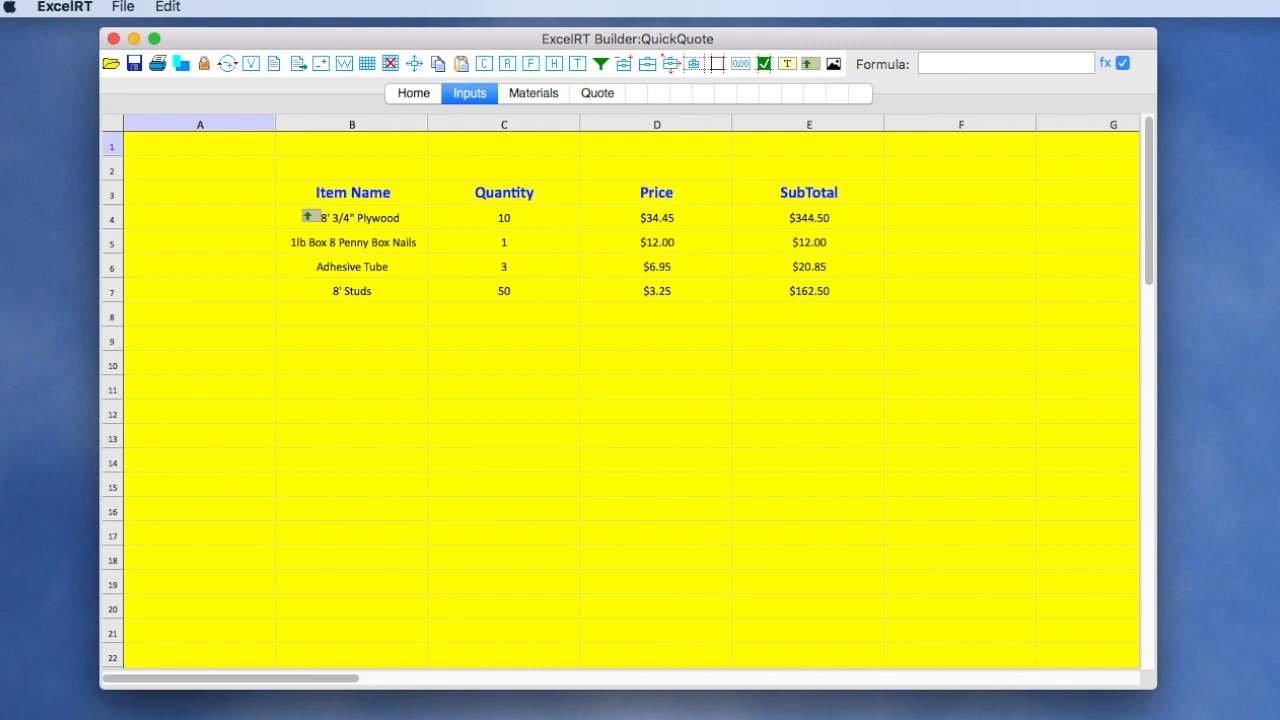 ExcelRT File Edit
ExcelRT Builder:QuickQuote
V C R F H T 0.00 T Formula: fx
Home Inputs Materials Quote
A B C D E F G
1
2
3 Item Name Quantity Price SubTotal
4 8' 3/4" Plywood 10 $34.45 $344.50
5 1lb Box 8 Penny Box Nails 1 $12.00 $12.00
6 Adhesive Tube 3 $6.95 $20.85
7 8' Studs 50 $3.25 $162.50
8
9
10
11
12
13
14
15
16
17
18
19
20
21
22